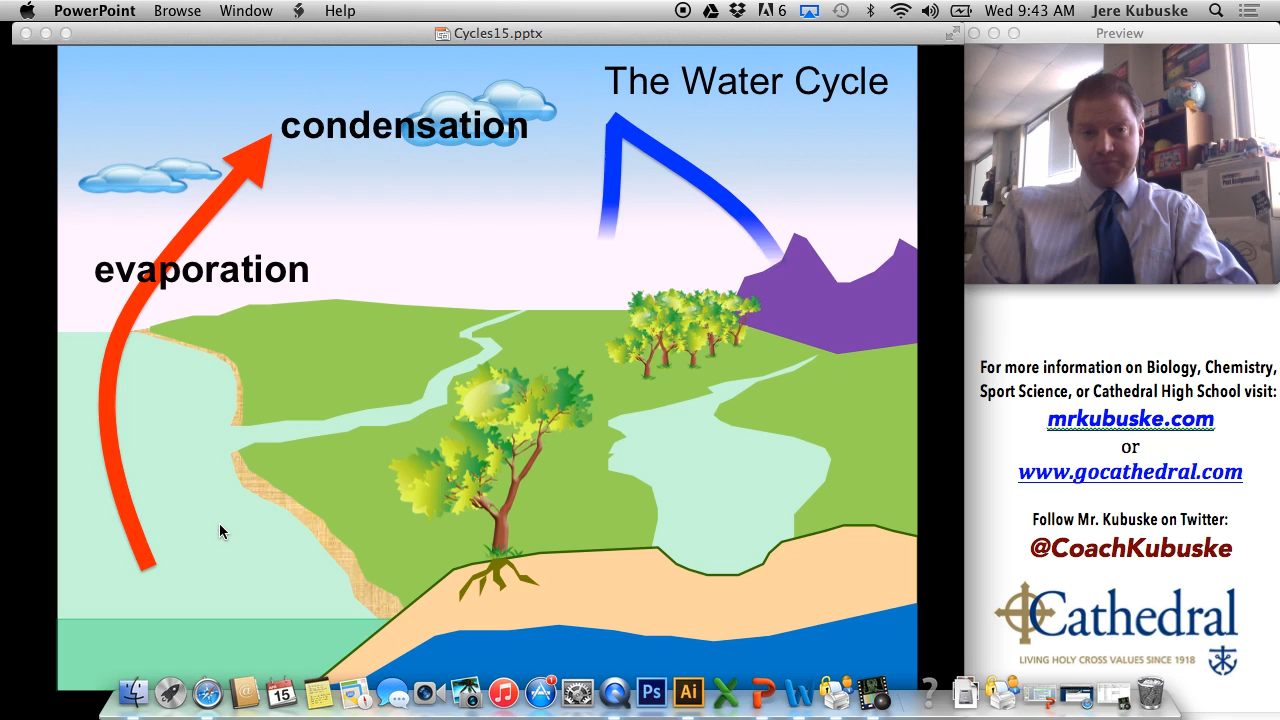 PowerPoint Browse Window Help 6 Wed 9:43 AM Jere Kubuske
Cycles15.pptx
Preview
The Water Cycle
condensation
evaporation
For more information on Biology, Chemistry,
Sport Science, or Cathedral High School visit:
mrkubuske.com
or
www.gocathedral.com
Follow Mr. Kubuske on Twitter:
@CoachKubuske
Cathedral
LIVING HOLY CROSS VALUES SINCE 1918
15
Ps
Ai